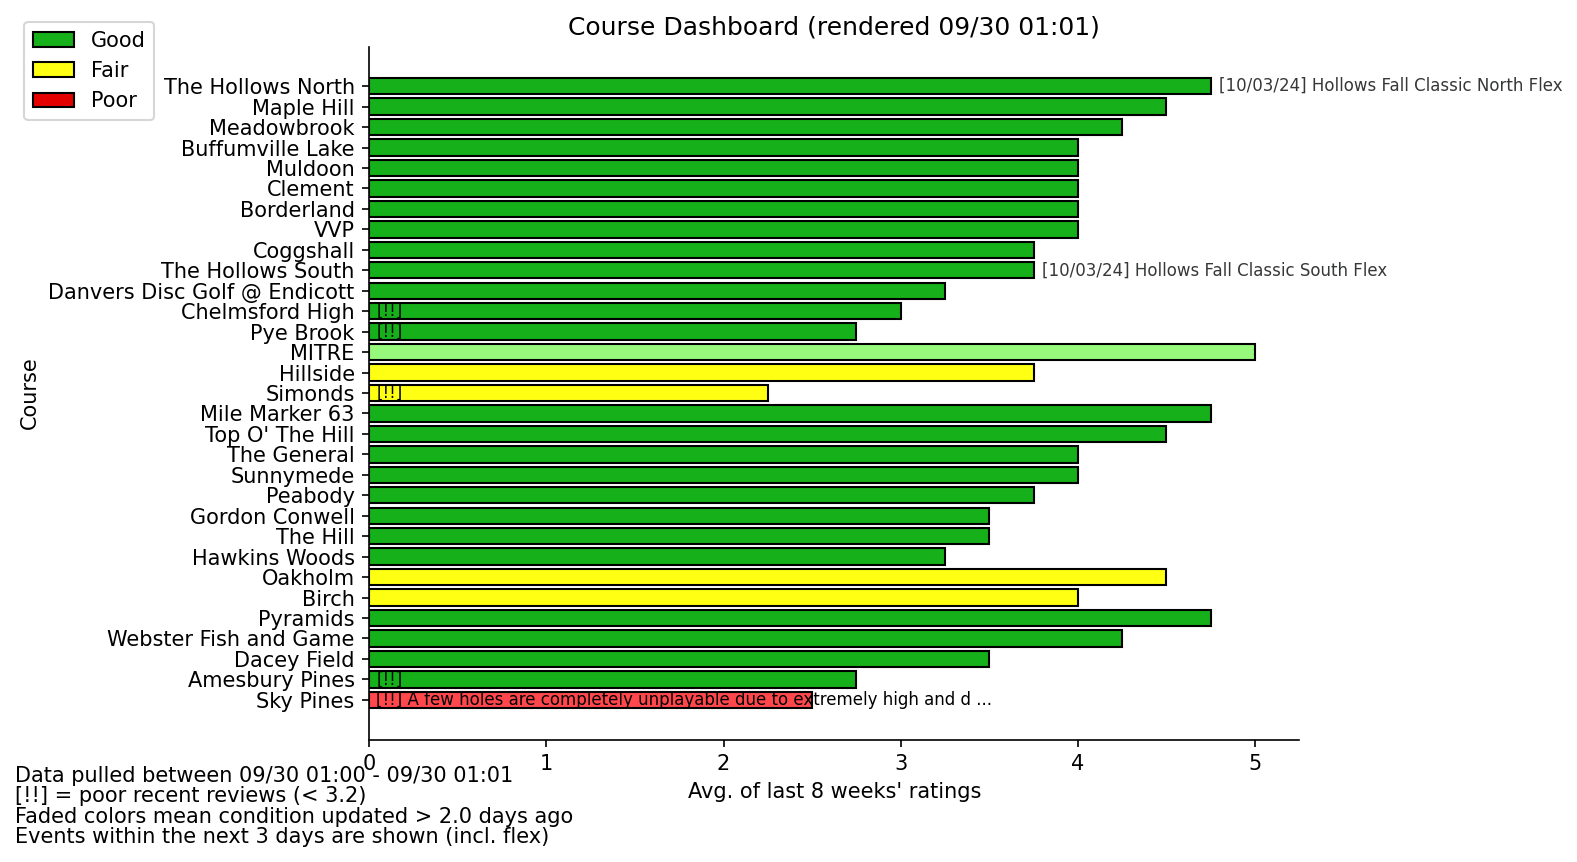 Course Dashboard (rendered 09/30 01:01)
Good
Fair
Poor
Course
The Hollows North [10/03/24] Hollows Fall Classic North Flex
Maple Hill
Meadowbrook
Buffumville Lake
Muldoon
Clement
Borderland
VVP
Coggshall
The Hollows South [10/03/24] Hollows Fall Classic South Flex
Danvers Disc Golf @ Endicott
Chelmsford High [!!]
Pye Brook [!!]
MITRE
Hillside
Simonds [!!]
Mile Marker 63
Top O' The Hill
The General
Sunnymede
Peabody
Gordon Conwell
The Hill
Hawkins Woods
Oakholm
Birch
Pyramids
Webster Fish and Game
Dacey Field
Amesbury Pines [!!]
Sky Pines [!!] A few holes are completely unplayable due to extremely high and d ...
0 1 2 3 4 5
Avg. of last 8 weeks' ratings
Data pulled between 09/30 01:00 - 09/30 01:01
[!!] = poor recent reviews (< 3.2)
Faded colors mean condition updated > 2.0 days ago
Events within the next 3 days are shown (incl. flex)